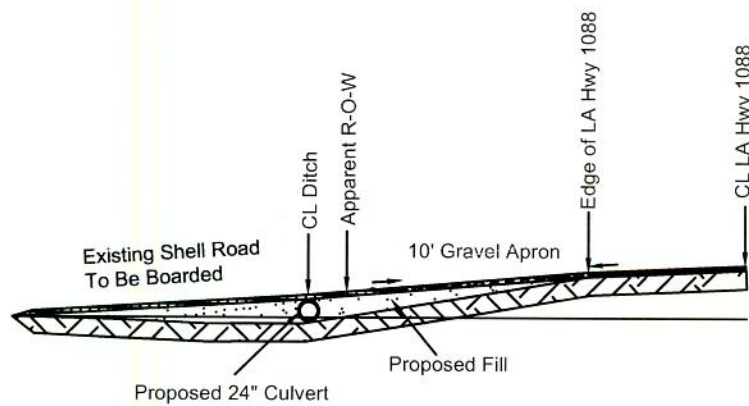 CL Ditch
Apparent R-O-W
Edge of LA Hwy 1088
CL LA Hwy 1088
Existing Shell Road
To Be Boarded
10' Gravel Apron
Proposed Fill
Proposed 24" Culvert